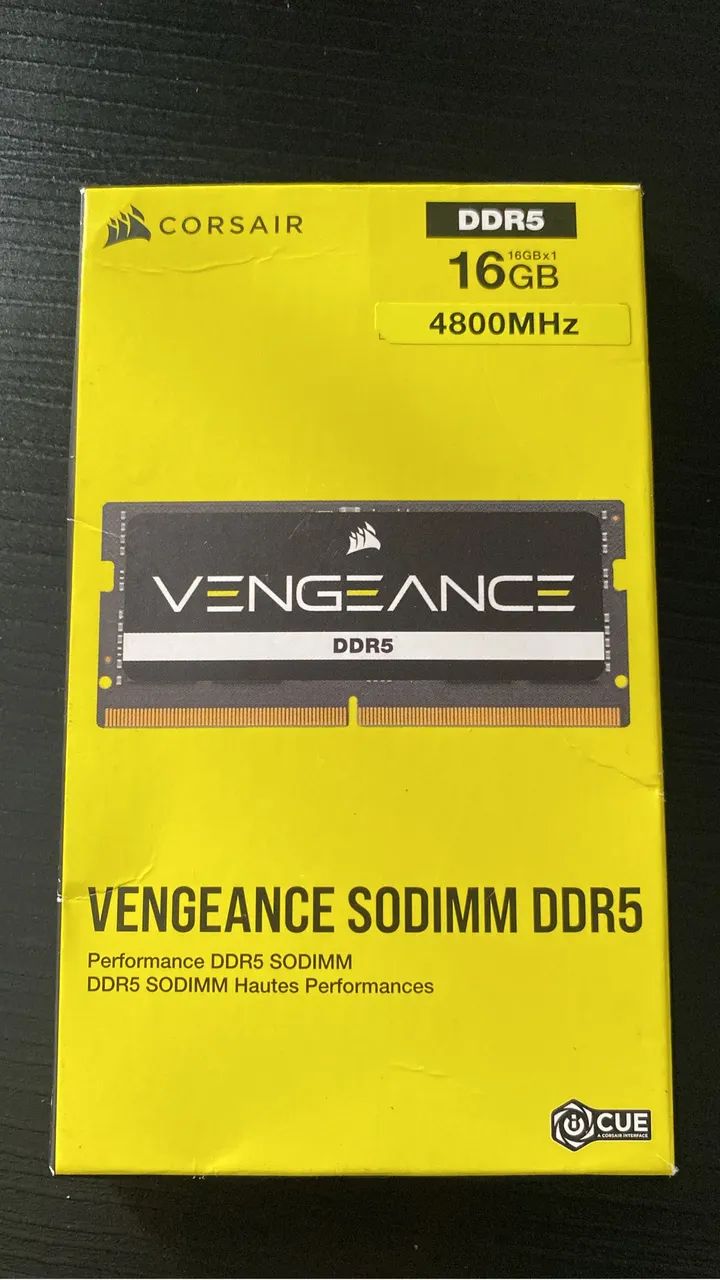 CORSAIR
DDR5
16GBx1
16GB
4800MHz
VENGEANCE
DDR5
VENGEANCE SODIMM DDR5
Performance DDR5 SODIMM
DDR5 SODIMM Hautes Performances
iCUE
A CORSAIR INTERFACE